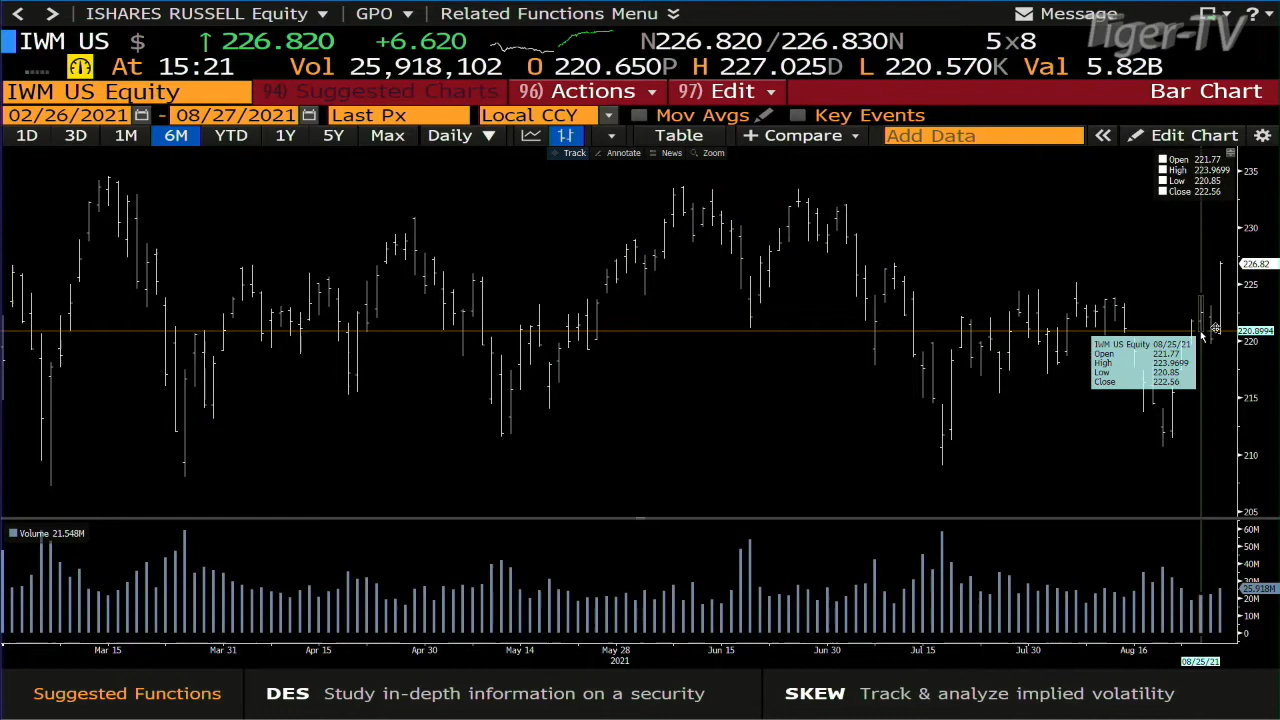 ISHARES RUSSELL Equity GPO Related Functions Menu Message ?
Tiger-TV
IWM US $ ↑ 226.820 +6.620 N226.820/226.830N 5x8
At 15:21 Vol 25,918,102 O 220.650P H 227.025D L 220.570K Val 5.82B
IWM US Equity 94) Suggested Charts 96) Actions 97) Edit Bar Chart
02/26/2021 - 08/27/2021 Last Px Local CCY Mov Avgs Key Events
1D 3D 1M 6M YTD 1Y 5Y Max Daily ▼ Table + Compare Add Data « Edit Chart
Track Annotate News Zoom
Open 221.77
High 223.9699
Low 220.85
Close 222.56
235
230
226.82
225
220.8994
220
215
210
205
IWM US Equity 08/25/21
Open 221.77
High 223.9699
Low 220.85
Close 222.56
Volume 21.548M
60M
50M
40M
30M
25.918M
20M
10M
0
Mar 15 Mar 31 Apr 15 Apr 30 May 14 May 28 Jun 15 Jun 30 Jul 15 Jul 30 Aug 16
2021 08/25/21
Suggested Functions DES Study in-depth information on a security SKEW Track & analyze implied volatility